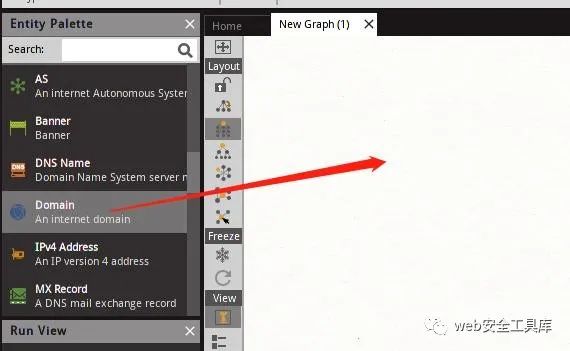 Entity Palette
Home
New Graph (1)
Search:
Layout
AS
An internet Autonomous System
Banner
Banner
DNS
DNS Name
Domain Name System server n
Domain
An internet domain
IPv4 Address
An IP version 4 address
Freeze
MX Record
A DNS mail exchange record
View
Run View
web安全工具库